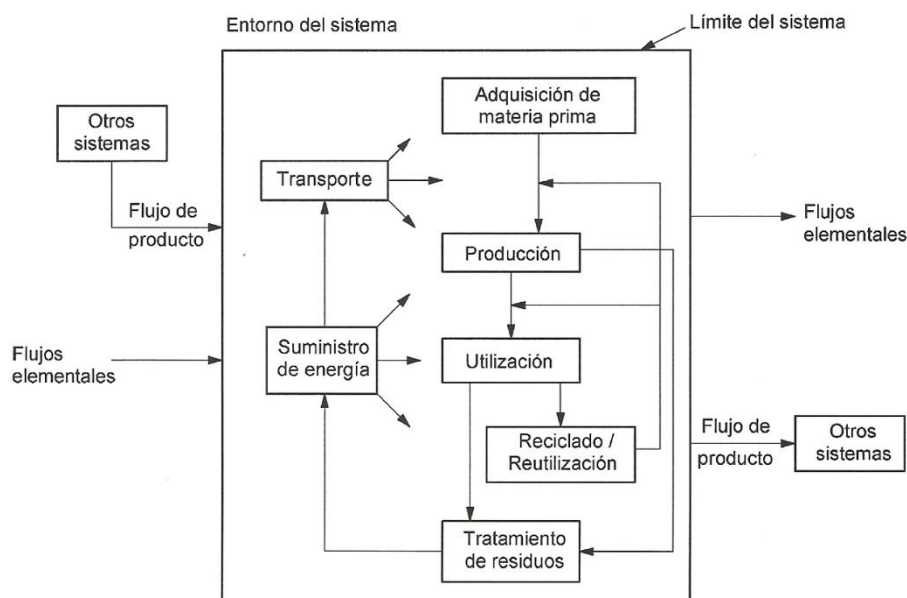 Entorno del sistema
Límite del sistema
Adquisición de
materia prima
Otros
sistemas
Transporte
Flujo de
producto
Flujos
elementales
Producción
Suministro
de energía
Utilización
Flujos
elementales
Flujo de
producto
Otros
sistemas
Reciclado /
Reutilización
Tratamiento
de residuos